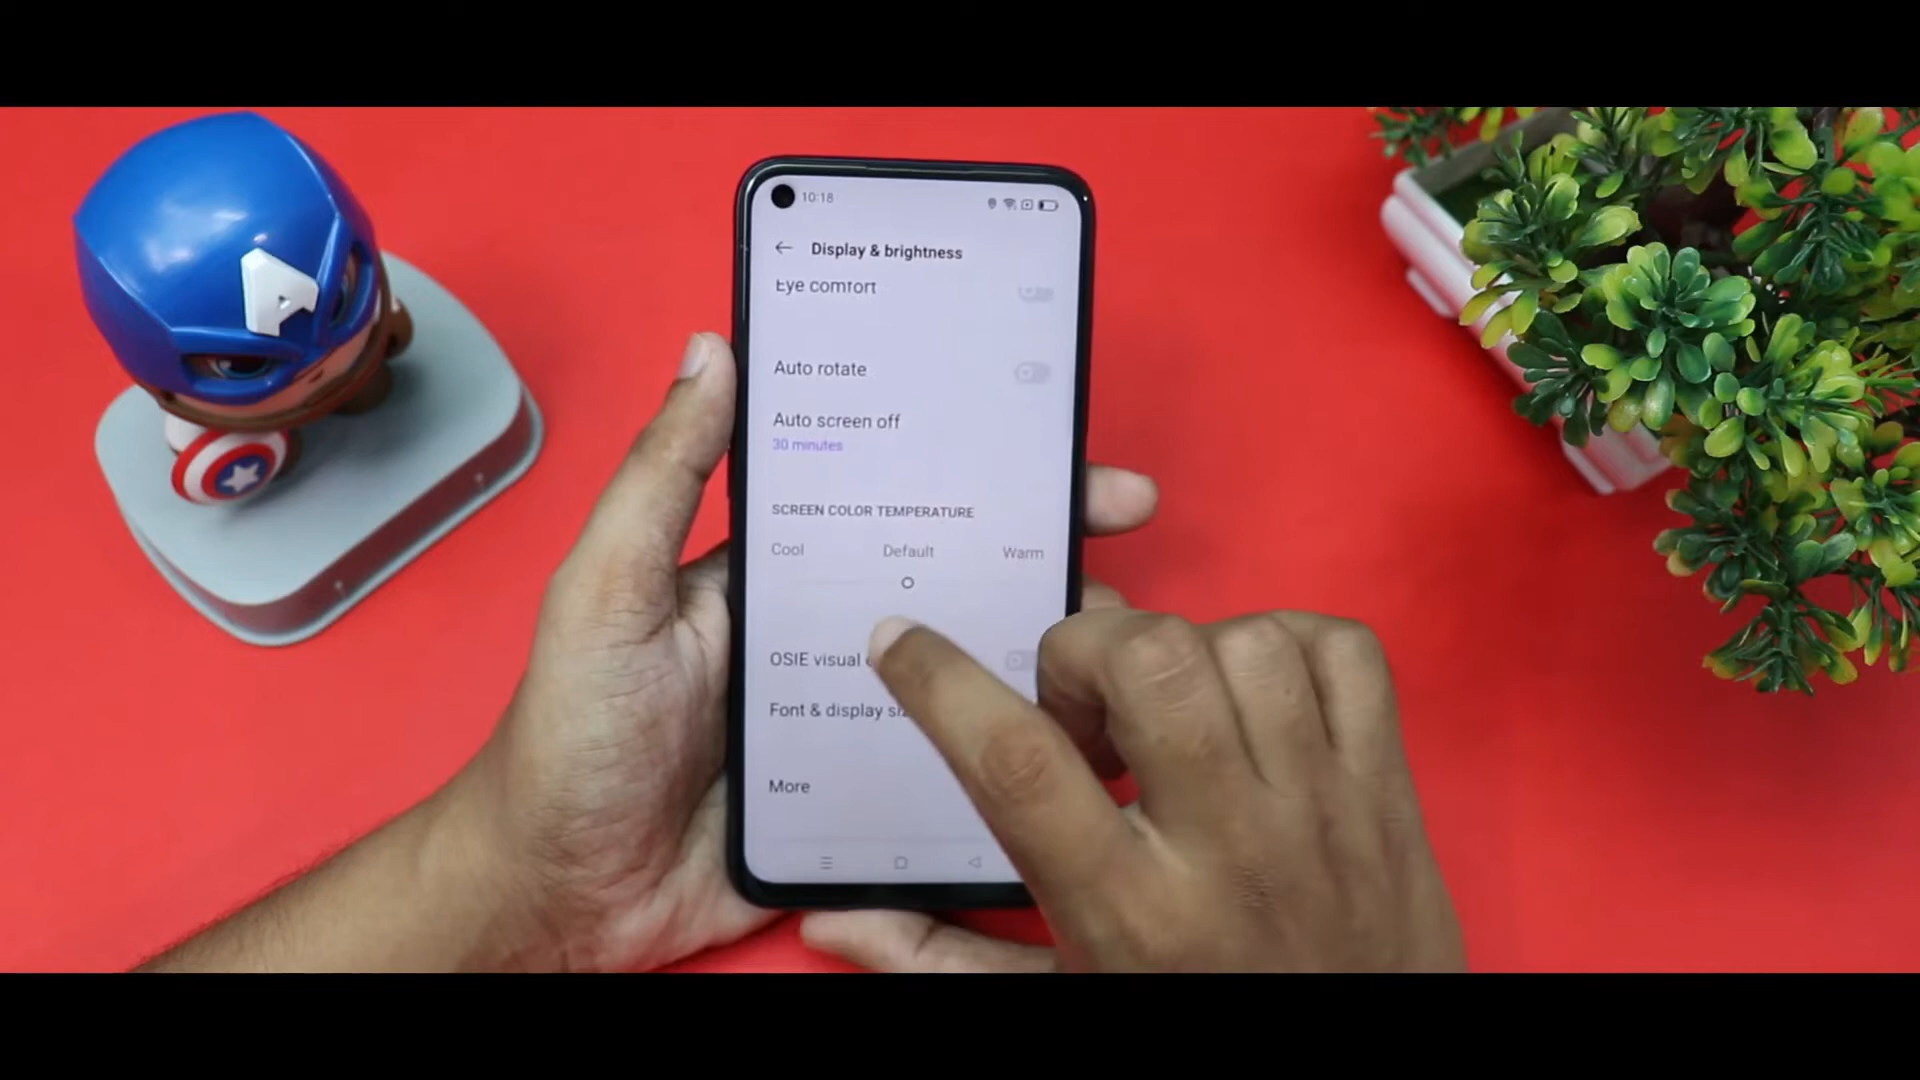 10:18
Display & brightness
Eye comfort
Auto rotate
Auto screen off
30 minutes
SCREEN COLOR TEMPERATURE
Cool Default Warm
OSIE visual
Font & display
More
A